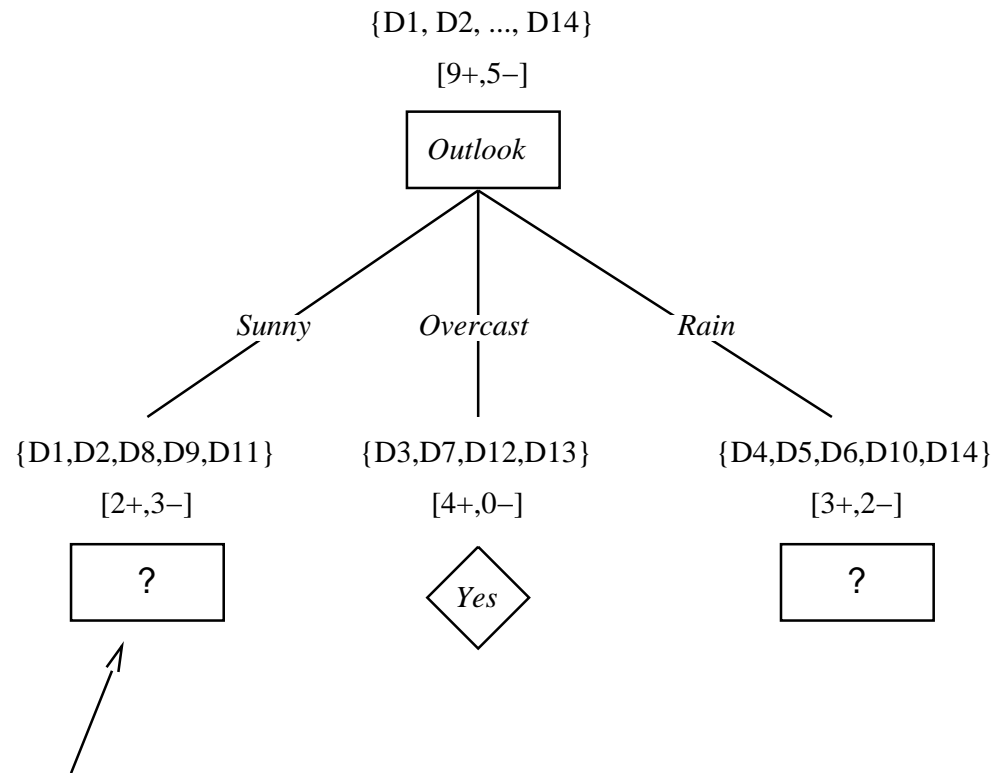 {D1, D2, ..., D14}
[9+,5−]
Outlook
Sunny Overcast Rain
{D1,D2,D8,D9,D11} {D3,D7,D12,D13} {D4,D5,D6,D10,D14}
[2+,3−] [4+,0−] [3+,2−]
? Yes ?